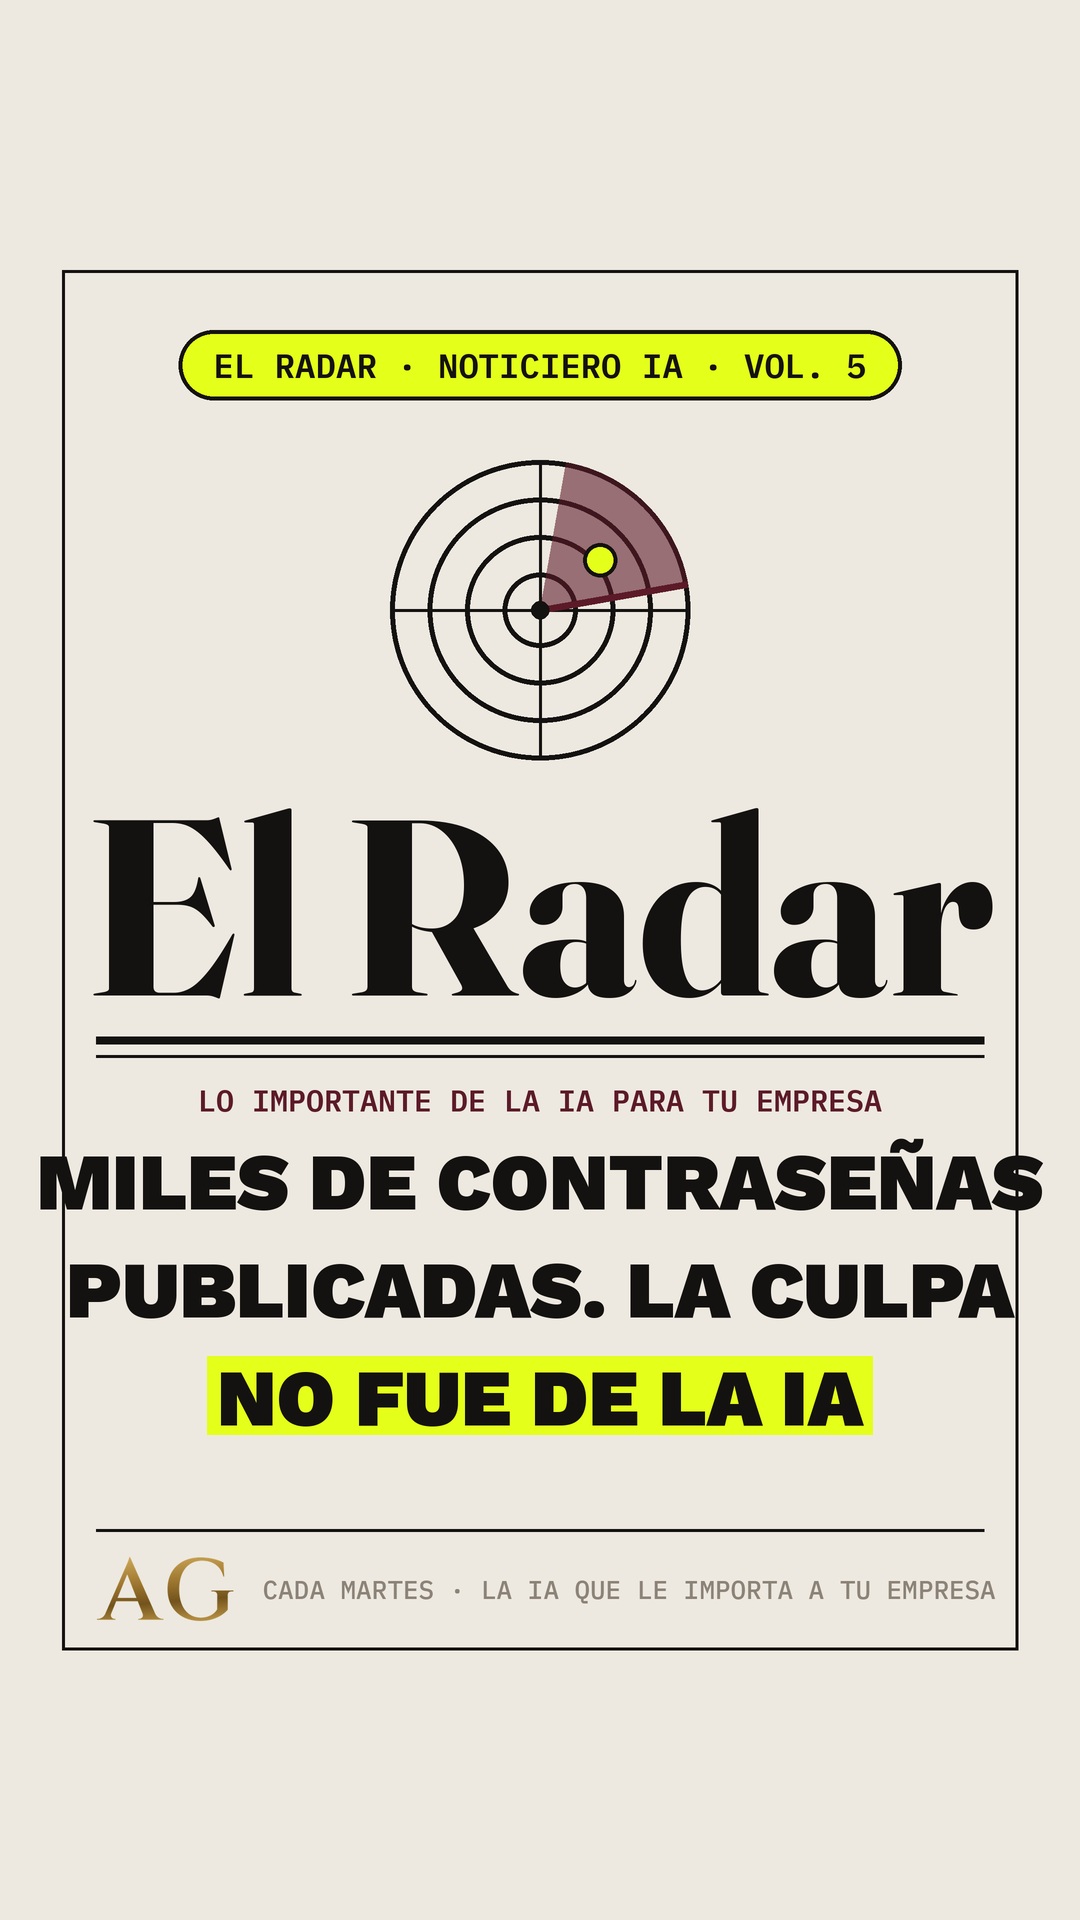 EL RADAR · NOTICIERO IA · VOL. 5
El Radar
LO IMPORTANTE DE LA IA PARA TU EMPRESA
MILES DE CONTRASEÑAS
PUBLICADAS. LA CULPA
NO FUE DE LA IA
AG CADA MARTES · LA IA QUE LE IMPORTA A TU EMPRESA